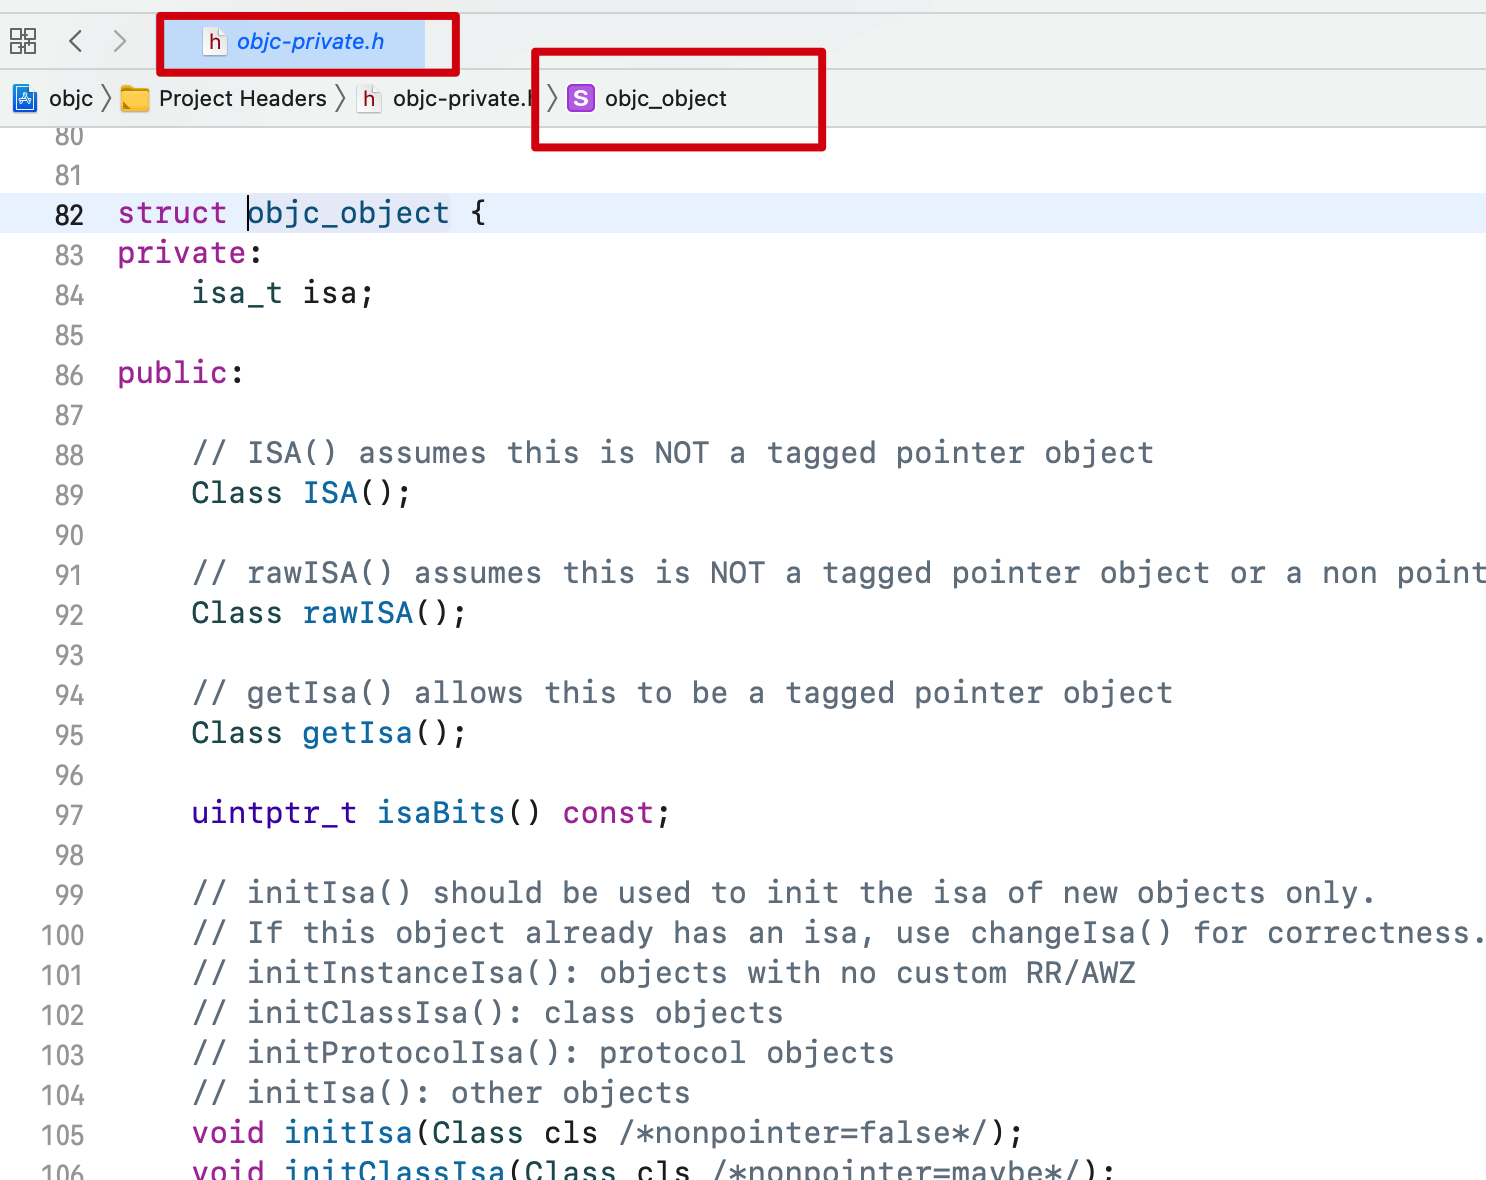 h objc-private.h
objc Project Headers h objc-private.h S objc_object
80
81
82 struct objc_object {
83 private:
84 isa_t isa;
85
86 public:
87
88 // ISA() assumes this is NOT a tagged pointer object
89 Class ISA();
90
91 // rawISA() assumes this is NOT a tagged pointer object or a non point
92 Class rawISA();
93
94 // getIsa() allows this to be a tagged pointer object
95 Class getIsa();
96
97 uintptr_t isaBits() const;
98
99 // initIsa() should be used to init the isa of new objects only.
100 // If this object already has an isa, use changeIsa() for correctness.
101 // initInstanceIsa(): objects with no custom RR/AWZ
102 // initClassIsa(): class objects
103 // initProtocolIsa(): protocol objects
104 // initIsa(): other objects
105 void initIsa(Class cls /*nonpointer=false*/);
106 void initClassIsa(Class cls /*nonpointer=maybe*/);